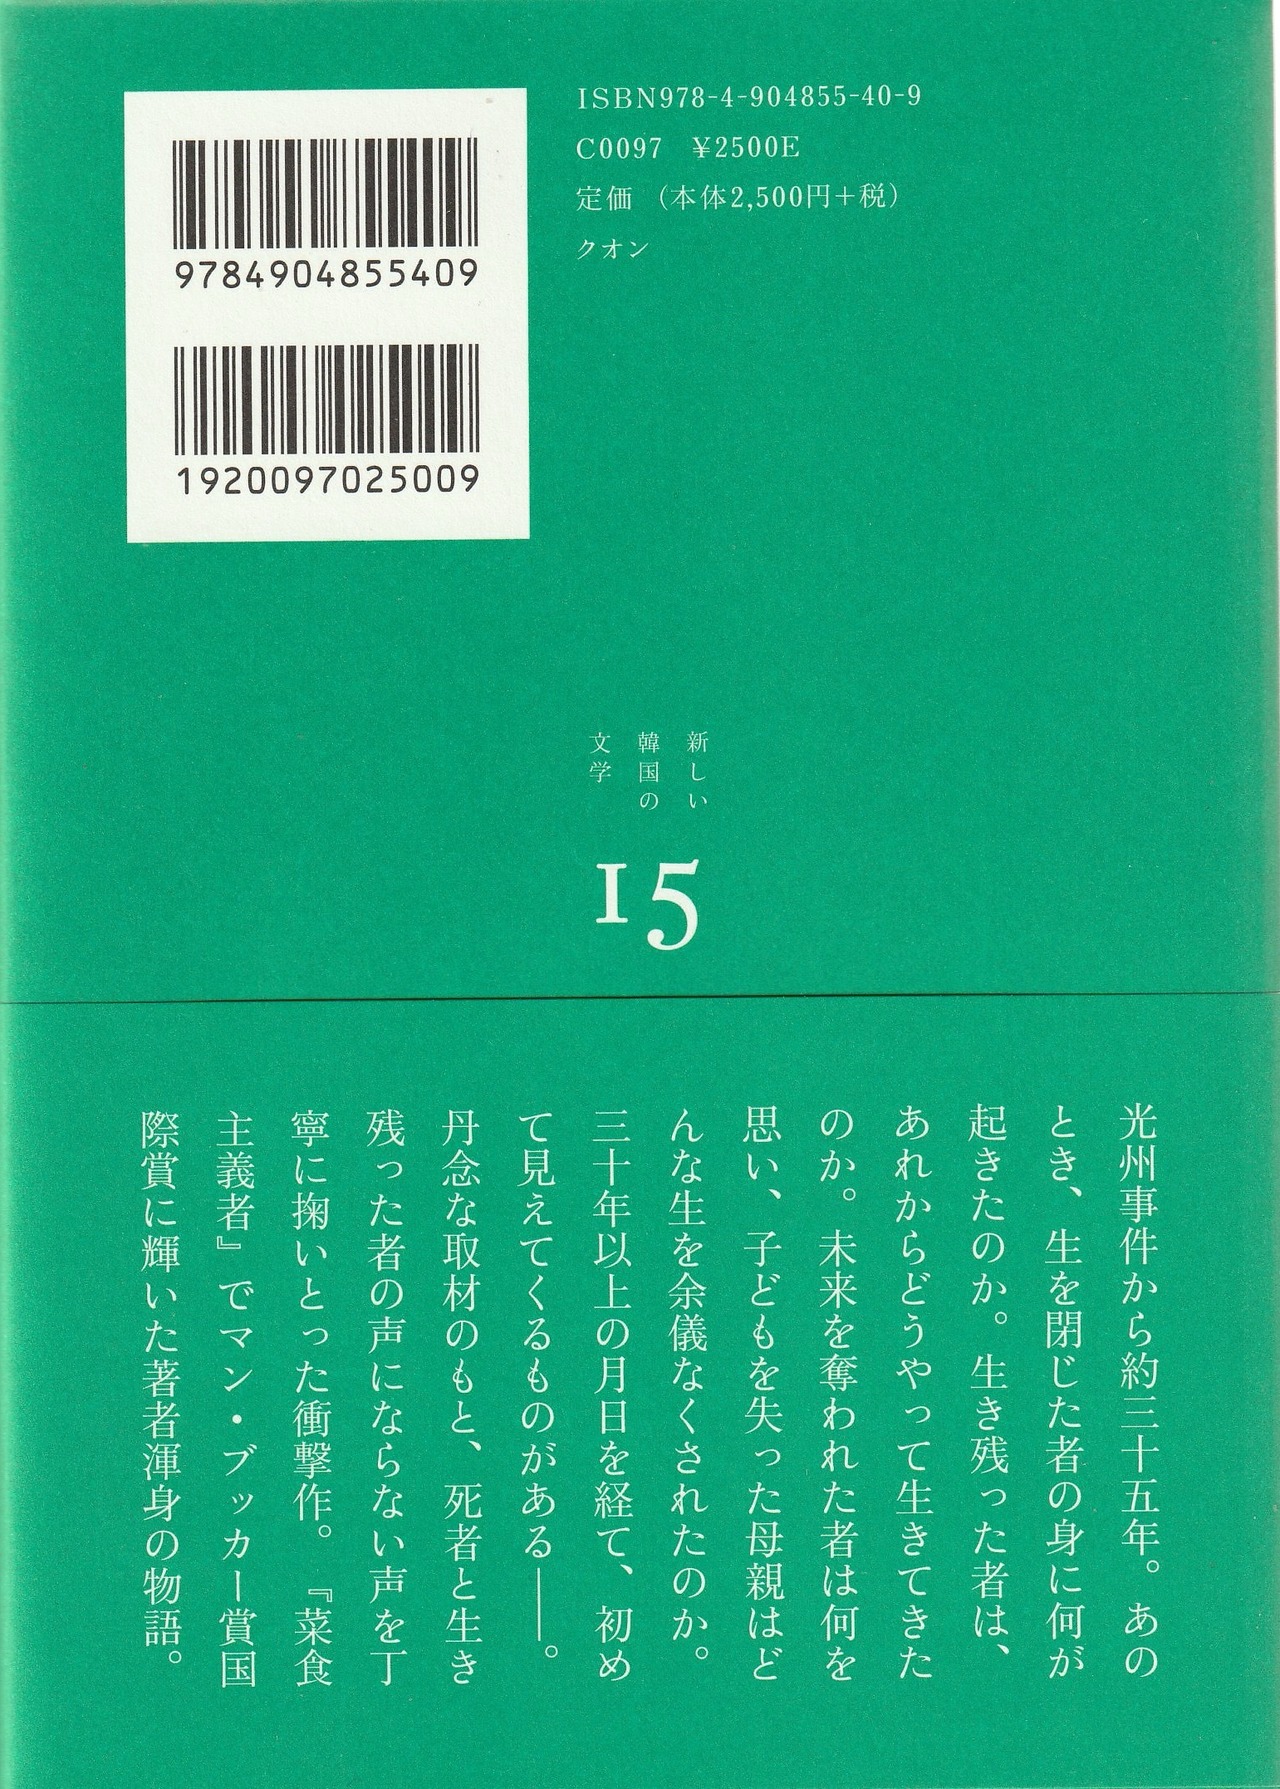 ISBN978-4-904855-40-9
C0097 ¥2500E
定価 （本体2,500円＋税）
クオン
9784904855409
1920097025009
新しい
韓国の
文学
15
光州事件から約三十五年。あの
とき、生を閉じた者の身に何が
起きたのか。生き残った者は、
あれからどうやって生きてきた
のか。未来を奪われた者は何を
思い、子どもを失った母親はど
んな生を余儀なくされたのか。
三十年以上の月日を経て、初め
て見えてくるものがある――。
丹念な取材のもと、死者と生き
残った者の声にならない声を丁
寧に掬いとった衝撃作。『菜食
主義者』でマン・ブッカー賞国
際賞に輝いた著者渾身の物語。